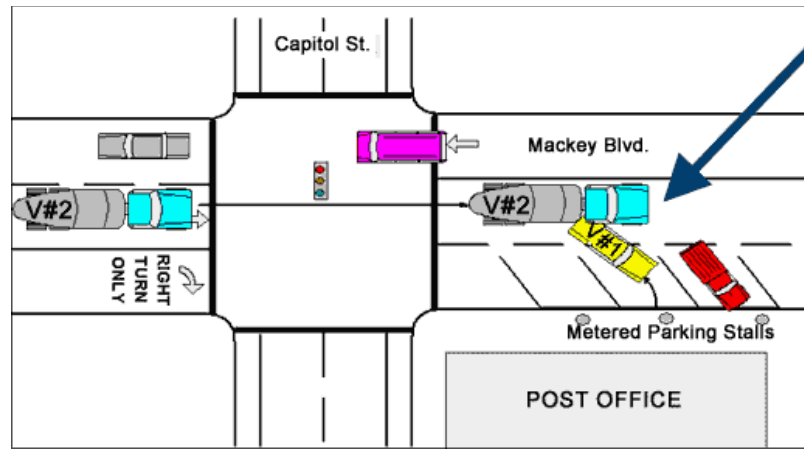 Capitol St.
Mackey Blvd.
V#2
V#2
V#1
RIGHT
TURN
ONLY
Metered Parking Stalls
POST OFFICE